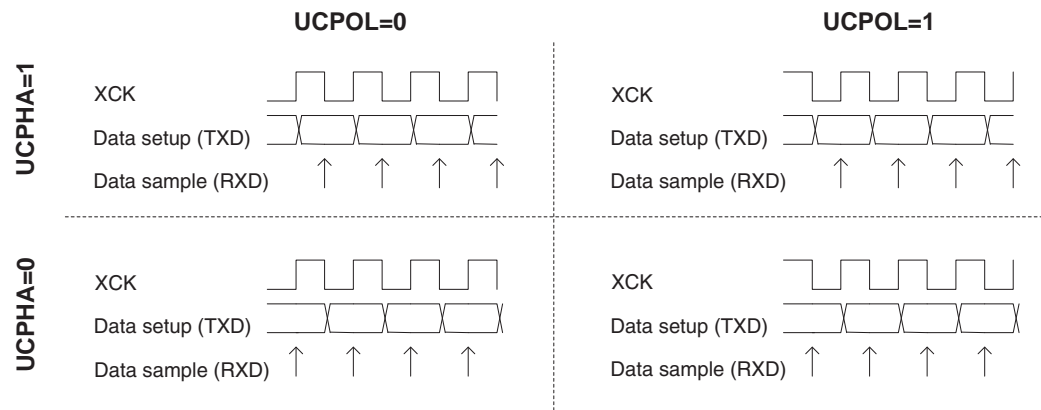 UCPOL=0
UCPOL=1
UCPHA=1
XCK
Data setup (TXD)
Data sample (RXD)
XCK
Data setup (TXD)
Data sample (RXD)
UCPHA=0
XCK
Data setup (TXD)
Data sample (RXD)
XCK
Data setup (TXD)
Data sample (RXD)